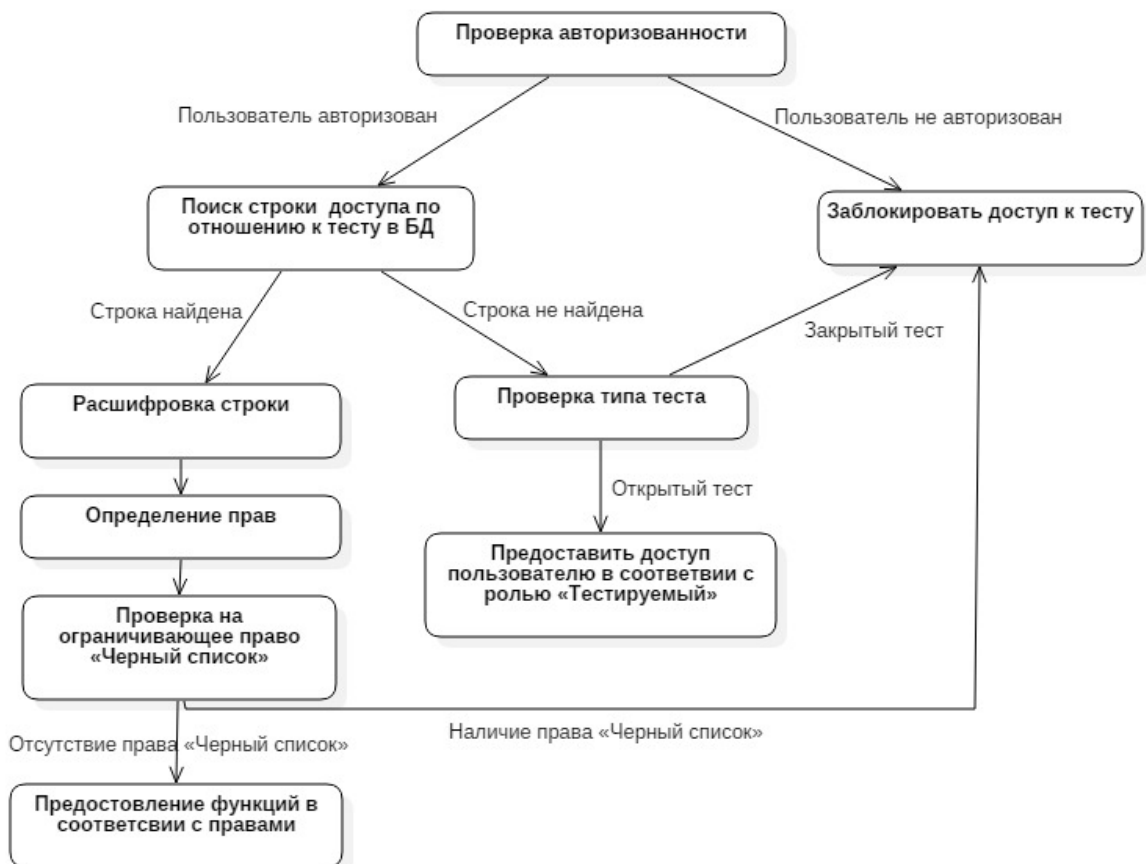 Проверка авторизованности
Пользователь авторизован
Пользователь не авторизован
Поиск строки  доступа по
отношению к тесту в БД
Заблокировать доступ к тесту
Строка найдена
Строка не найдена
Закрытый тест
Расшифровка строки
Проверка типа теста
Открытый тест
Определение прав
Предоставить доступ
пользователю в соответвии с
ролью «Тестируемый»
Проверка на
ограничивающее право
«Черный список»
Отсутствие права «Черный список»
Наличие права «Черный список»
Предостовление функций в
соответсвии с правами